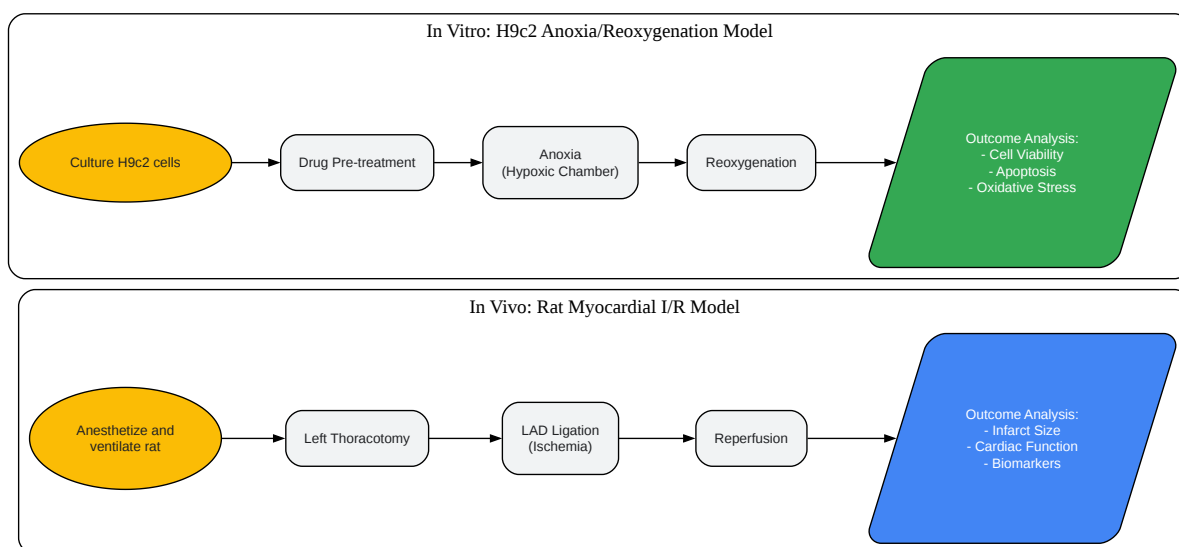 In Vitro: H9c2 Anoxia/Reoxygenation Model
Culture H9c2 cells
Drug Pre-treatment
Anoxia
(Hypoxic Chamber)
Reoxygenation
Outcome Analysis:
- Cell Viability
- Apoptosis
- Oxidative Stress
In Vivo: Rat Myocardial I/R Model
Anesthetize and
ventilate rat
Left Thoracotomy
LAD Ligation
(Ischemia)
Reperfusion
Outcome Analysis:
- Infarct Size
- Cardiac Function
- Biomarkers